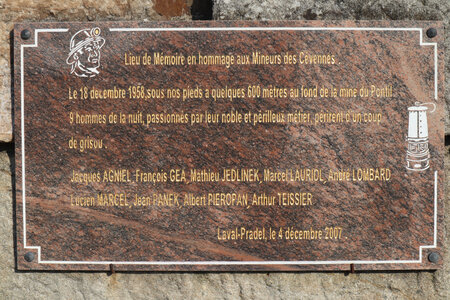 Lieu de Mémoire en hommage aux Mineurs des Cévennes .
Le 18 décembre 1958,sous nos pieds a quelques 600 mètres au fond de la mine du Pontil
9 hommes de la nuit, passionnés par leur noble et périlleux métier, périrent d'un coup
de grisou .
Jacques AGNIEL, François GEA, Mathieu JEDLINEK, Marcel LAURIOL, André LOMBARD
Lucien MARCEL, Jean PANEK, Albert PIEROPAN, Arthur TEISSIER
Laval-Pradel, le 4 décembre 2007 .